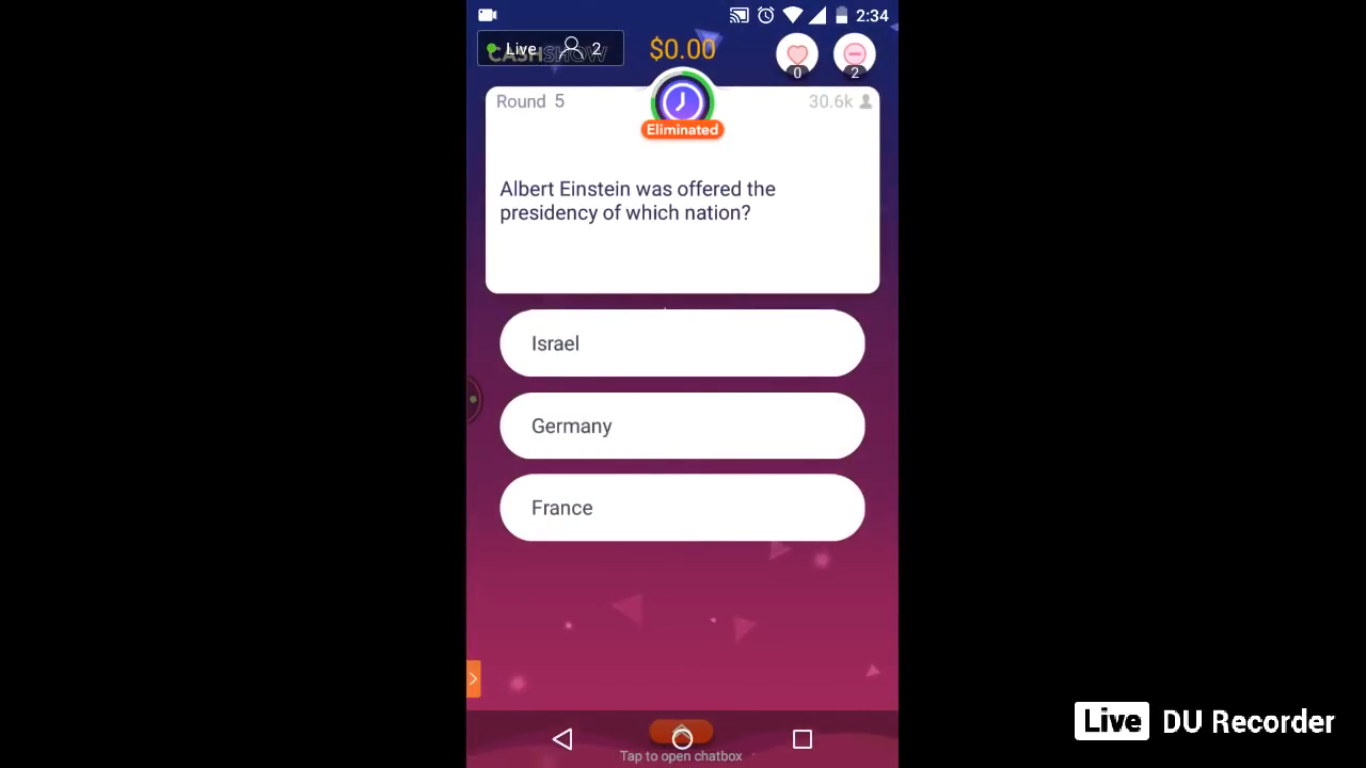 2:34
Live 2
CASHSHOW
$0.00
0
2
Round 5
30.6k
Eliminated
Albert Einstein was offered the
presidency of which nation?
Israel
Germany
France
Tap to open chatbox
Live DU Recorder